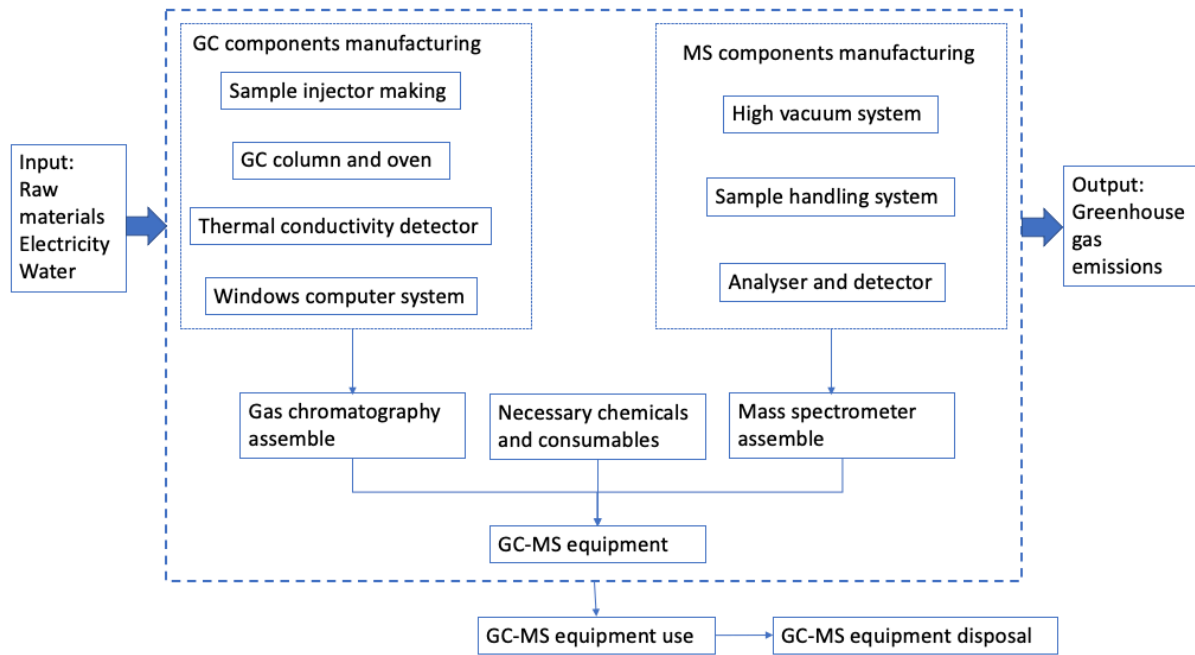 GC components manufacturing
Sample injector making
GC column and oven
Thermal conductivity detector
Windows computer system
MS components manufacturing
High vacuum system
Sample handling system
Analyser and detector
Input:
Raw
materials
Electricity
Water
Output:
Greenhouse
gas
emissions
Gas chromatography
assemble
Necessary chemicals
and consumables
Mass spectrometer
assemble
GC-MS equipment
GC-MS equipment use
GC-MS equipment disposal